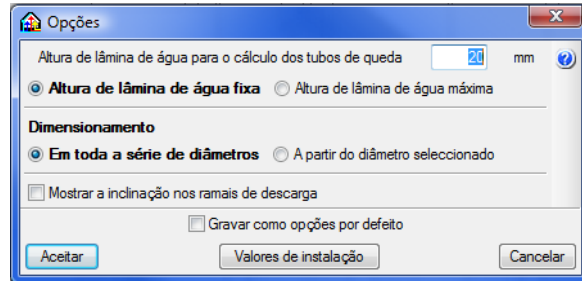 Opções
Altura de lâmina de água para o cálculo dos tubos de queda 20 mm
Altura de lâmina de água fixa Altura de lâmina de água máxima
Dimensionamento
Em toda a série de diâmetros A partir do diâmetro seleccionado
Mostrar a inclinação nos ramais de descarga
Gravar como opções por defeito
Aceitar Valores de instalação Cancelar